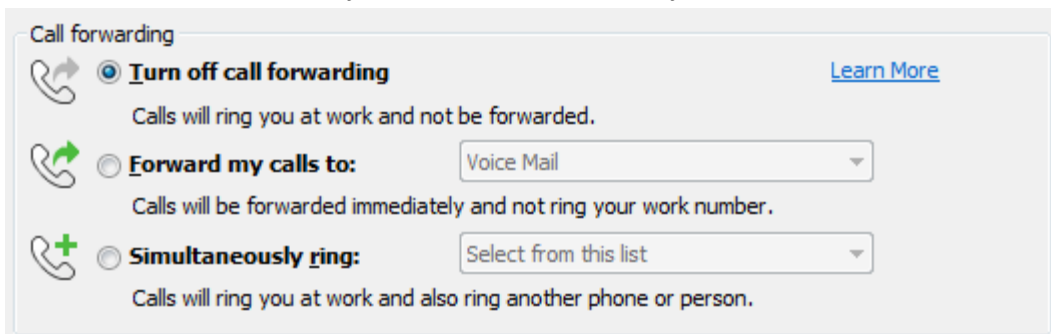 Call forwarding
Turn off call forwarding Learn More
Calls will ring you at work and not be forwarded.
Forward my calls to: Voice Mail
Calls will be forwarded immediately and not ring your work number.
Simultaneously ring: Select from this list
Calls will ring you at work and also ring another phone or person.